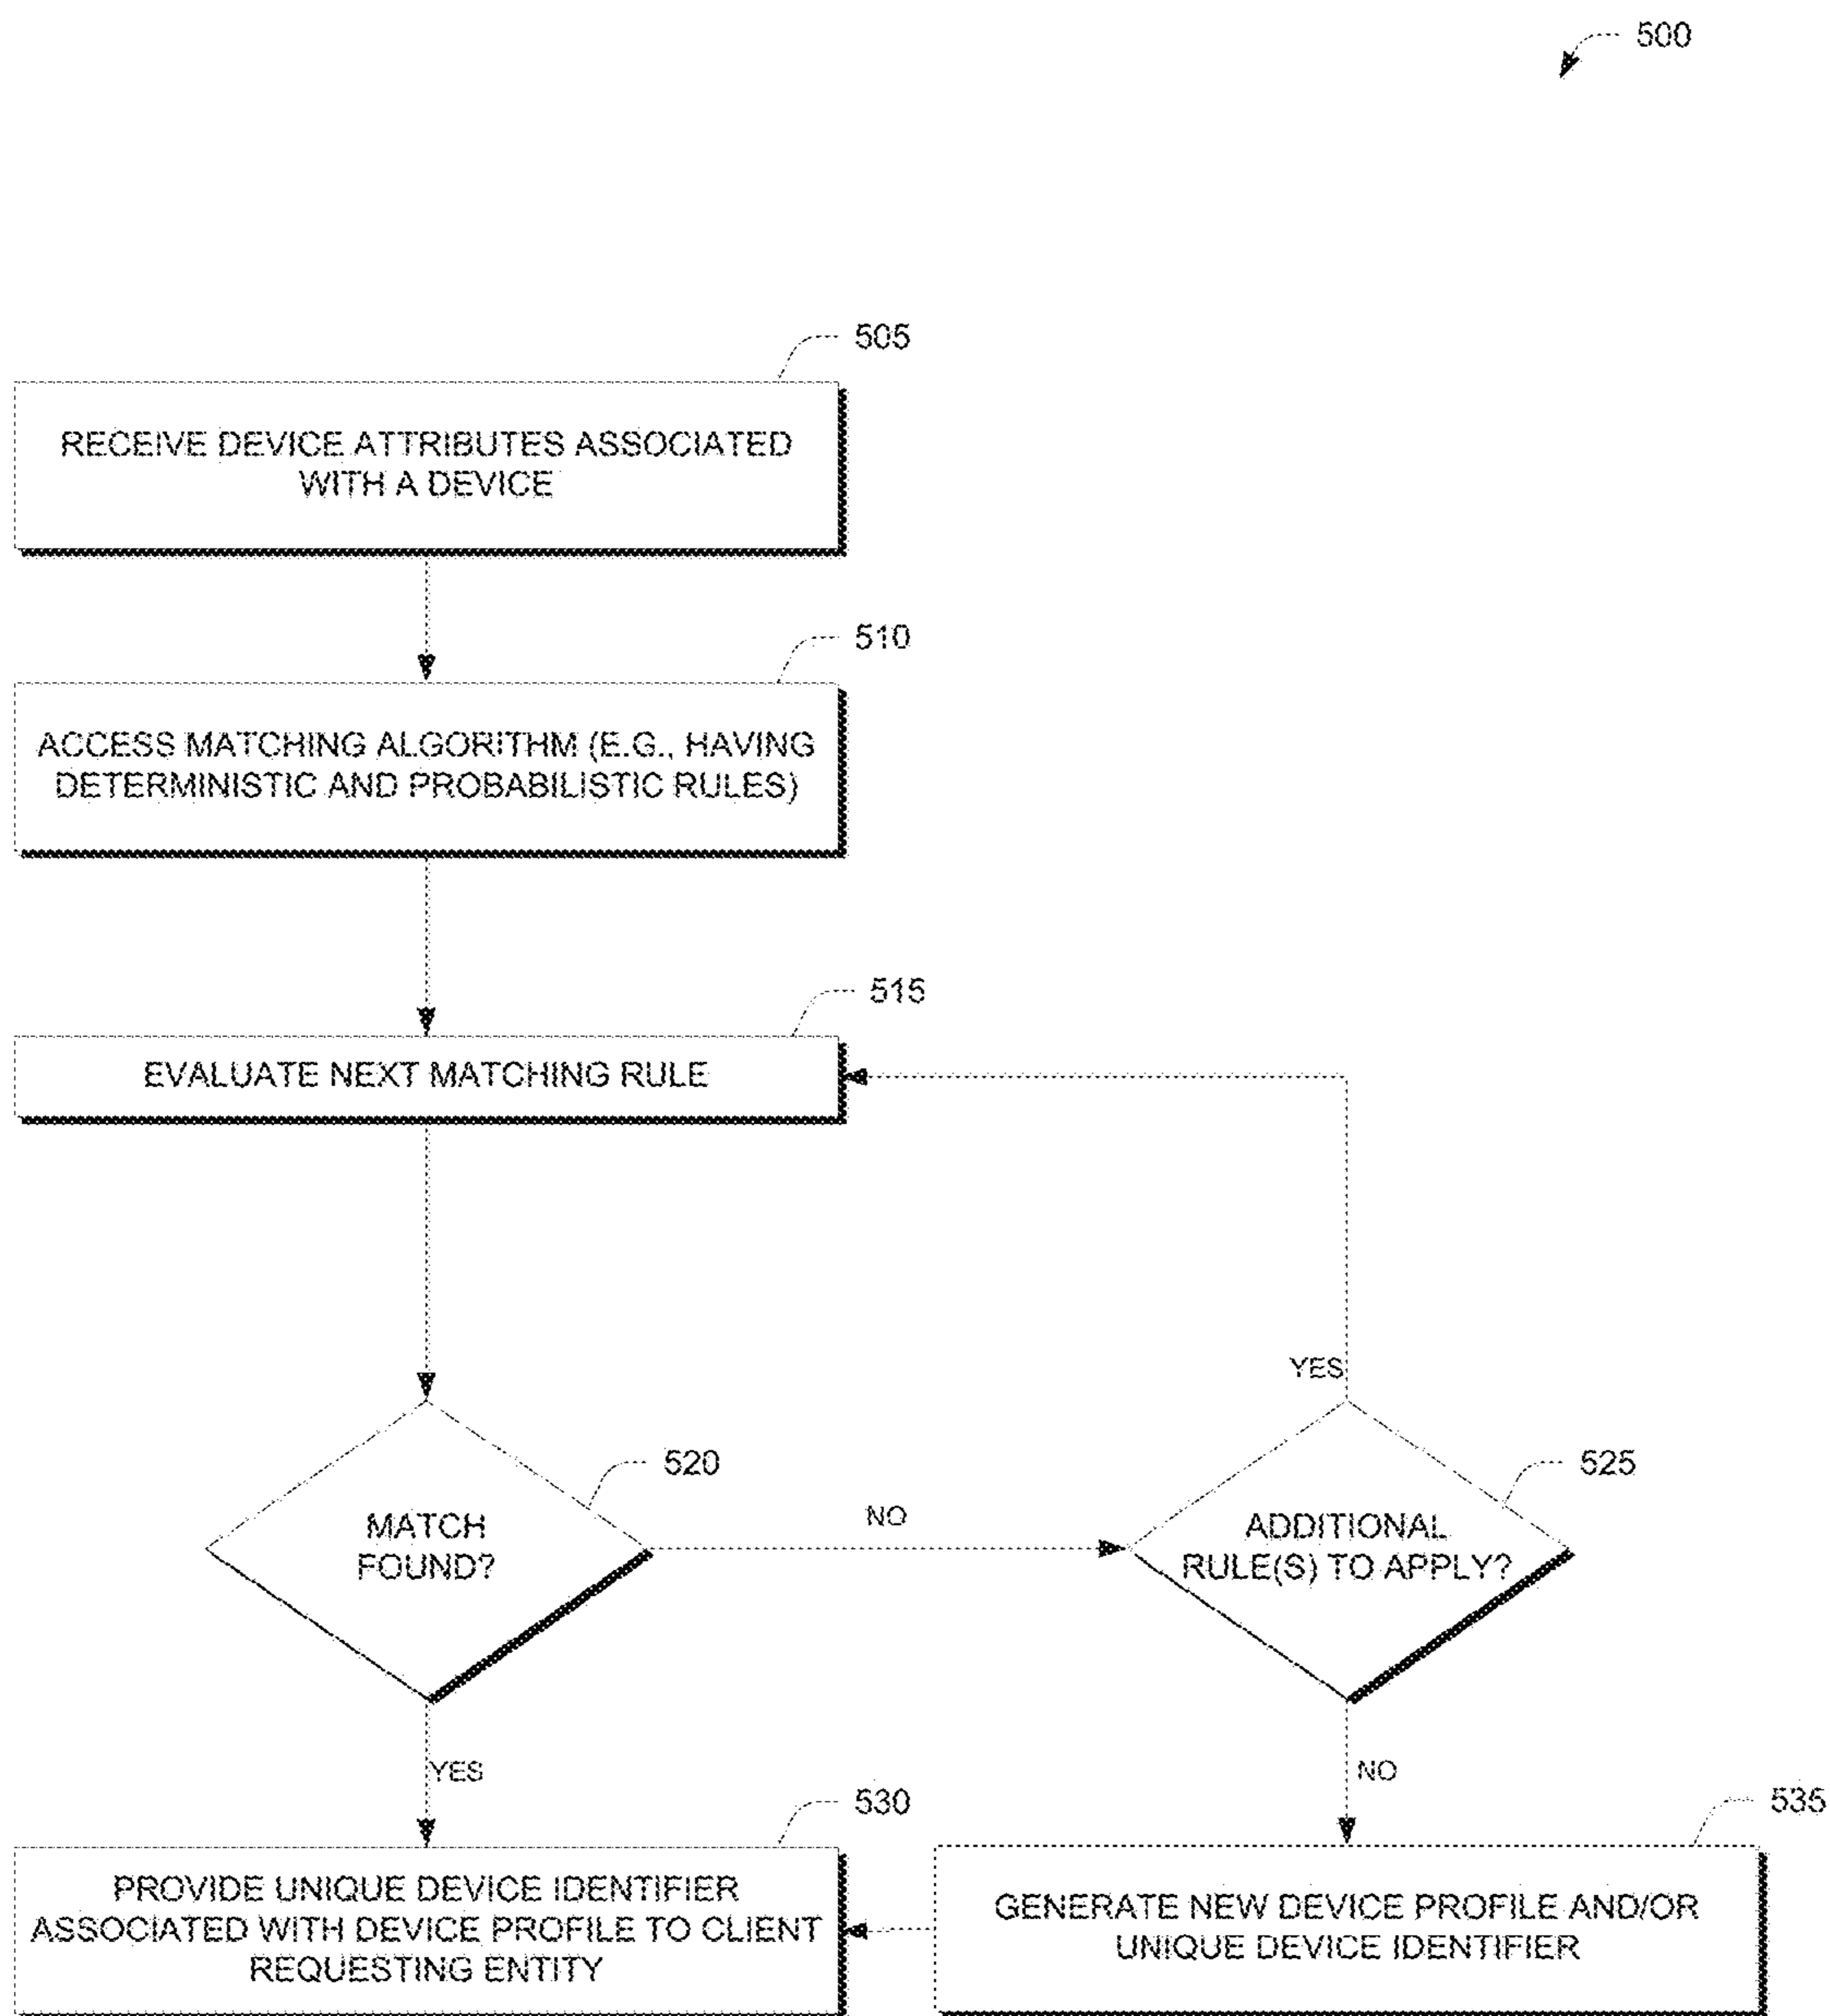 500
505
RECEIVE DEVICE ATTRIBUTES ASSOCIATED
WITH A DEVICE
510
ACCESS MATCHING ALGORITHM (E.G., HAVING
DETERMINISTIC AND PROBABILISTIC RULES)
515
EVALUATE NEXT MATCHING RULE
YES
520
525
MATCH
FOUND?
NO
ADDITIONAL
RULE(S) TO APPLY?
YES
NO
530
535
PROVIDE UNIQUE DEVICE IDENTIFIER
ASSOCIATED WITH DEVICE PROFILE TO CLIENT
REQUESTING ENTITY
GENERATE NEW DEVICE PROFILE AND/OR
UNIQUE DEVICE IDENTIFIER